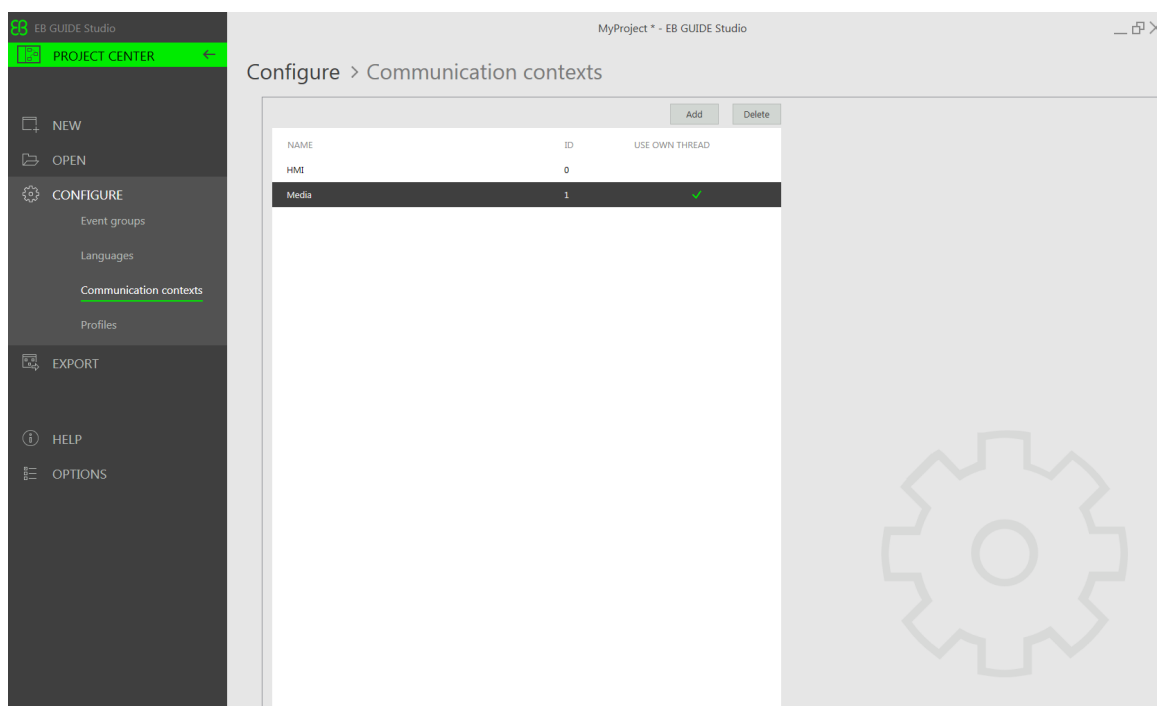 EB GUIDE Studio
MyProject * - EB GUIDE Studio
PROJECT CENTER
Configure > Communication contexts
NEW
OPEN
CONFIGURE
Event groups
Languages
Communication contexts
Profiles
EXPORT
HELP
OPTIONS
Add Delete
NAME ID USE OWN THREAD
HMI 0
Media 1